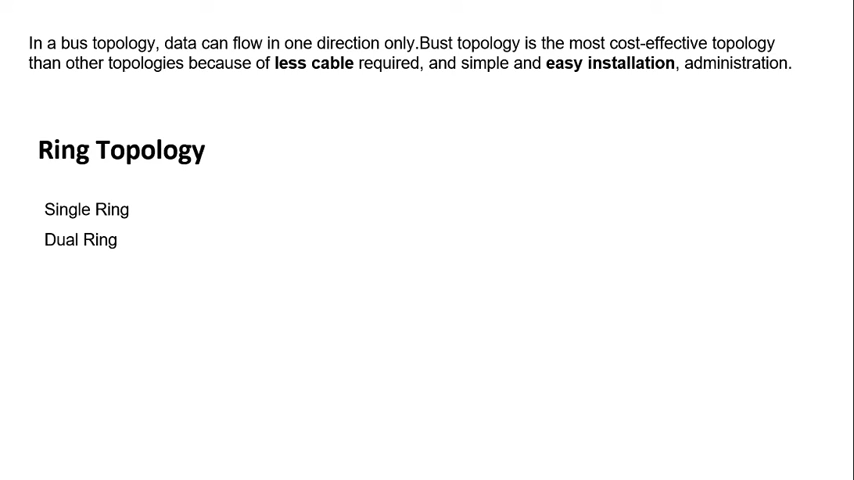 In a bus topology, data can flow in one direction only.Bust topology is the most cost-effective topology
than other topologies because of less cable required, and simple and easy installation, administration.
Ring Topology
Single Ring
Dual Ring